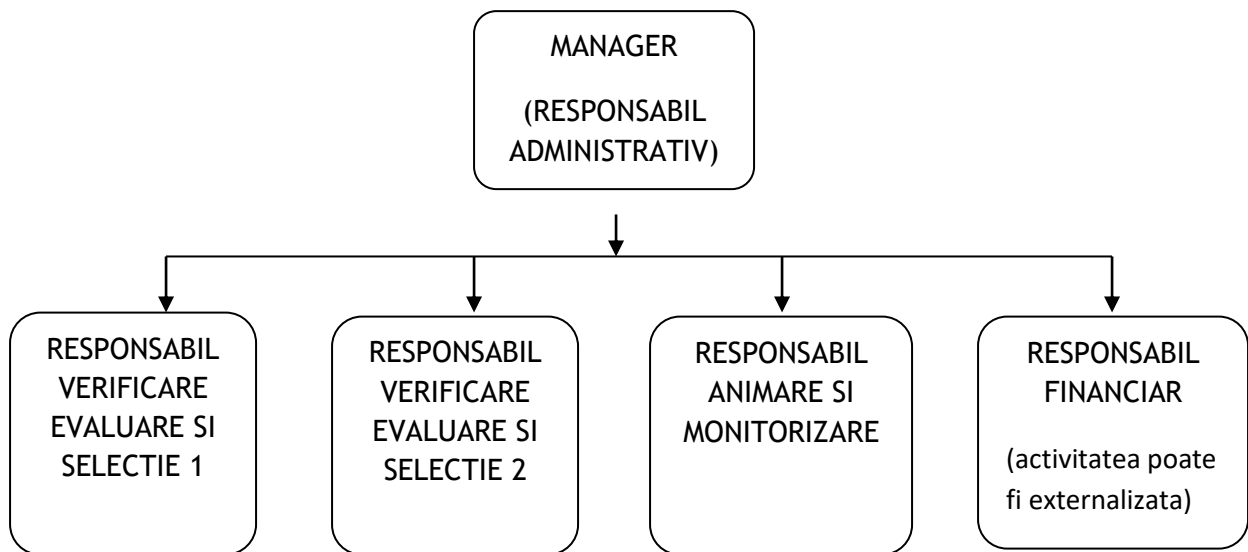 MANAGER
(RESPONSABIL
ADMINISTRATIV)
RESPONSABIL
VERIFICARE
EVALUARE SI
SELECTIE 1
RESPONSABIL
VERIFICARE
EVALUARE SI
SELECTIE 2
RESPONSABIL
ANIMARE SI
MONITORIZARE
RESPONSABIL
FINANCIAR
(activitatea poate
fi externalizata)